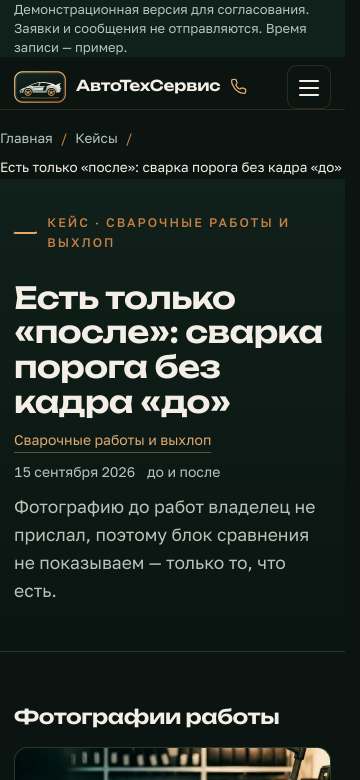 Демонстрационная версия для согласования.
Заявки и сообщения не отправляются. Время
записи — пример.
АвтоТехСервис
Главная / Кейсы /
Есть только «после»: сварка порога без кадра «до»
КЕЙС · СВАРОЧНЫЕ РАБОТЫ И
ВЫХЛОП
Есть только
«после»: сварка
порога без
кадра «до»
Сварочные работы и выхлоп
15 сентября 2026 до и после
Фотографию до работ владелец не
прислал, поэтому блок сравнения
не показываем — только то, что
есть.
Фотографии работы